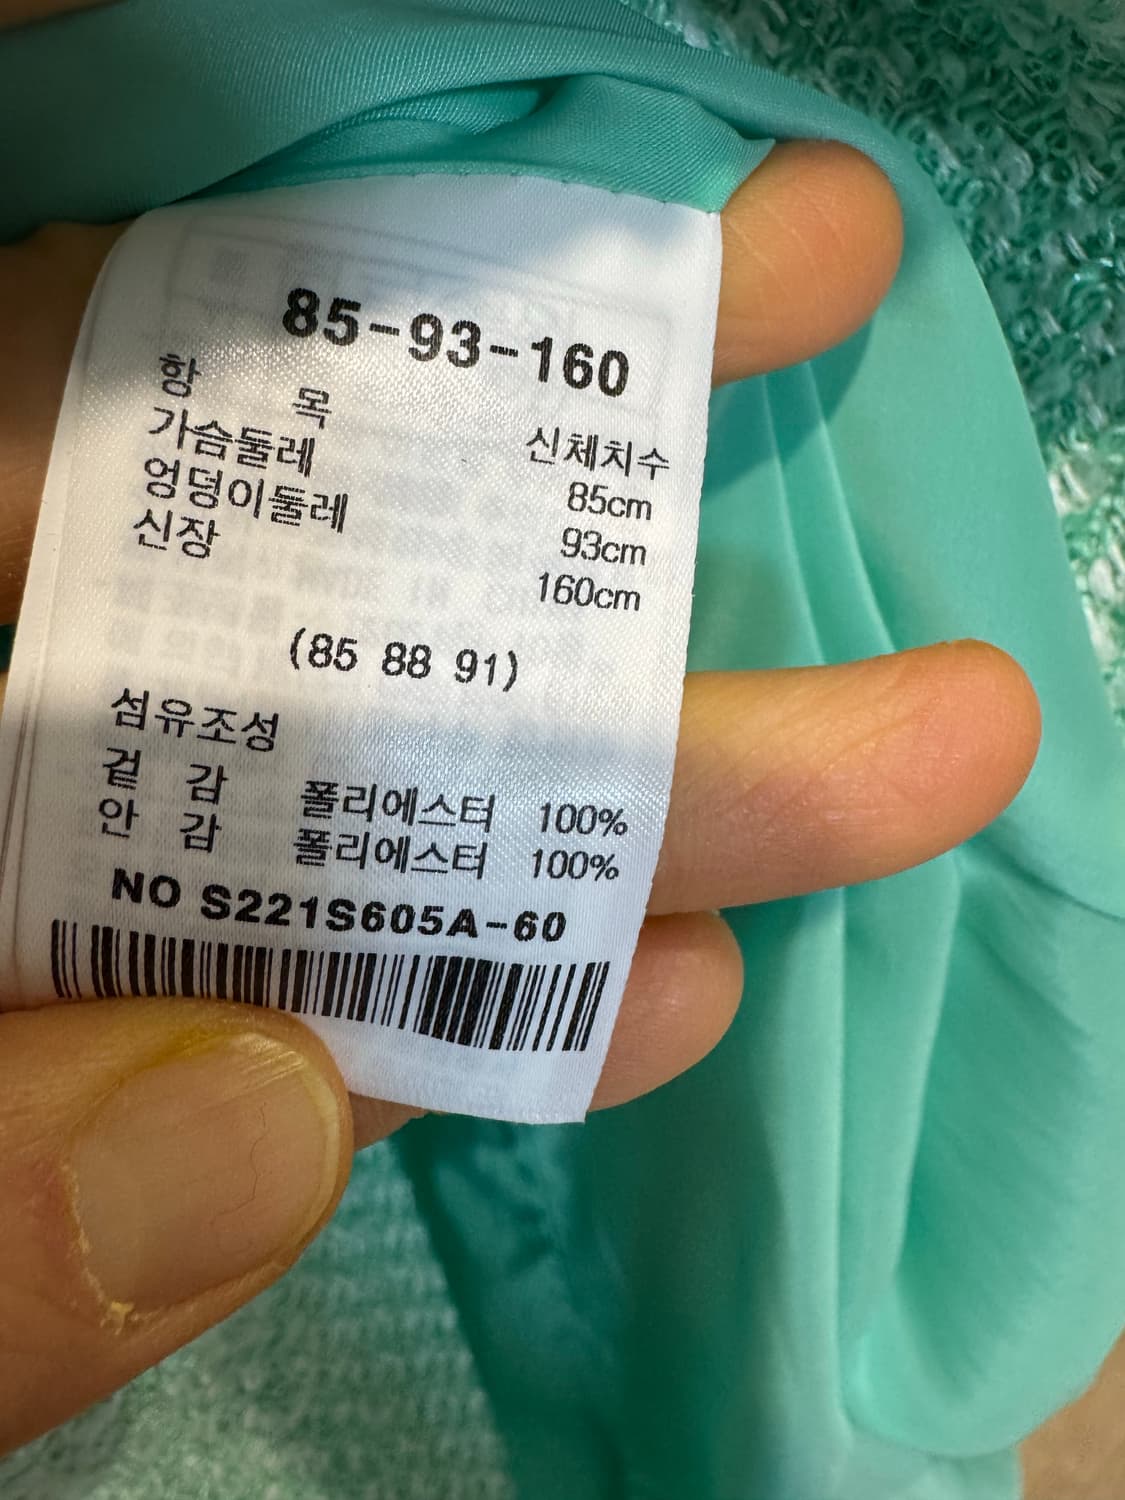 85-93-160
항 목 신체치수
가슴둘레 85cm
엉덩이둘레 93cm
신장 160cm
(85 88 91)
섬유조성
겉 감 폴리에스터 100%
안 감 폴리에스터 100%
NO S221S605A-60